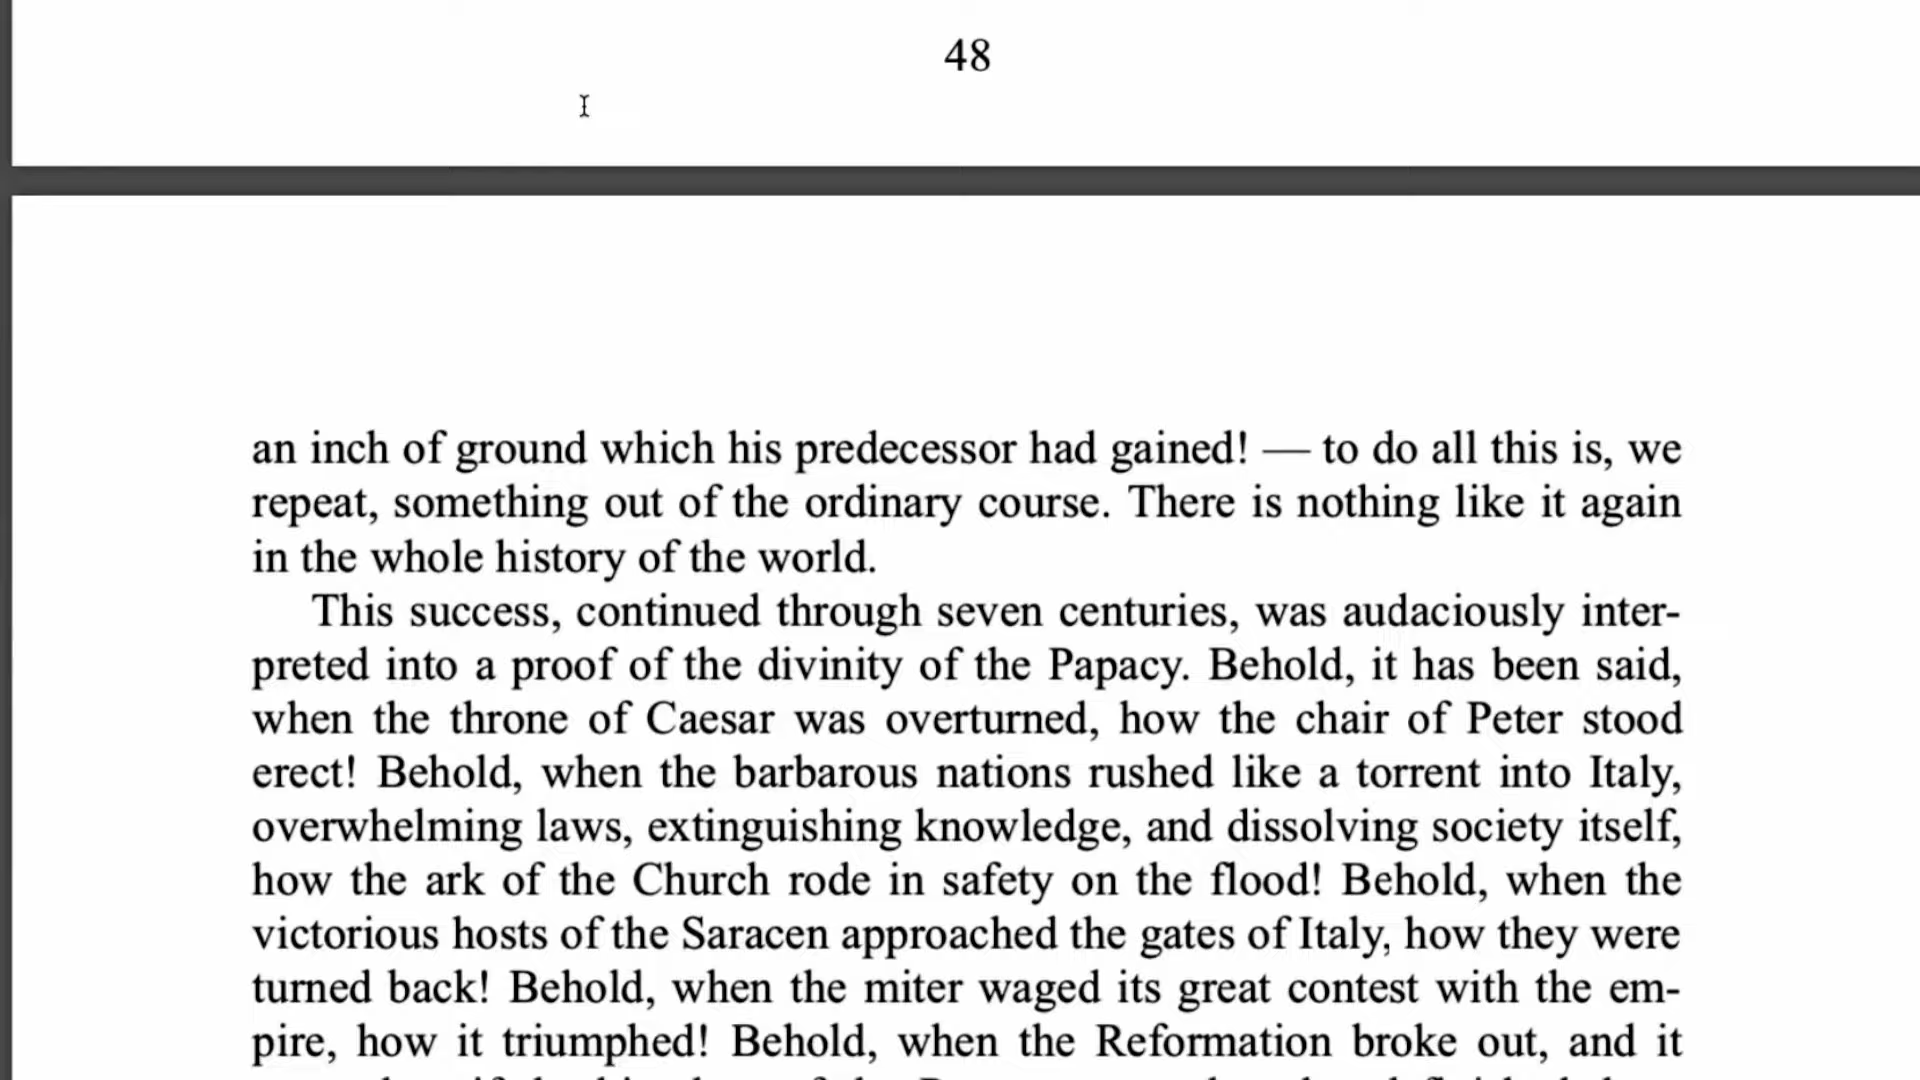 48
an inch of ground which his predecessor had gained! — to do all this is, we
repeat, something out of the ordinary course. There is nothing like it again
in the whole history of the world.
This success, continued through seven centuries, was audaciously inter-
preted into a proof of the divinity of the Papacy. Behold, it has been said,
when the throne of Caesar was overturned, how the chair of Peter stood
erect! Behold, when the barbarous nations rushed like a torrent into Italy,
overwhelming laws, extinguishing knowledge, and dissolving society itself,
how the ark of the Church rode in safety on the flood! Behold, when the
victorious hosts of the Saracen approached the gates of Italy, how they were
turned back! Behold, when the miter waged its great contest with the em-
pire, how it triumphed! Behold, when the Reformation broke out, and it